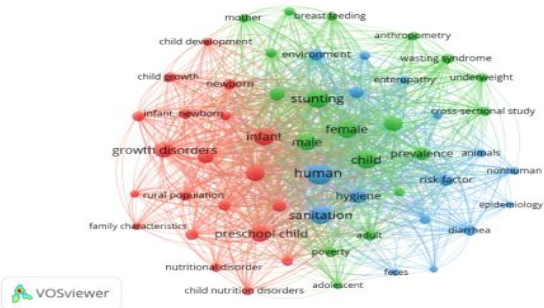 mother
breast feeding
child development
anthropometry
environment
wasting syndrome
child growth
newborn
enteropathy
underweight
stunting
infant, newborn
cross-sectional study
infant
female
male
growth disorders
child
prevalence
animals
human
risk factor
nonhuman
rural population
hygiene
epidemiology
sanitation
family characteristics
preschool child
adult
diarrhea
poverty
nutritional disorder
feces
child nutrition disorders
adolescent
VOSviewer